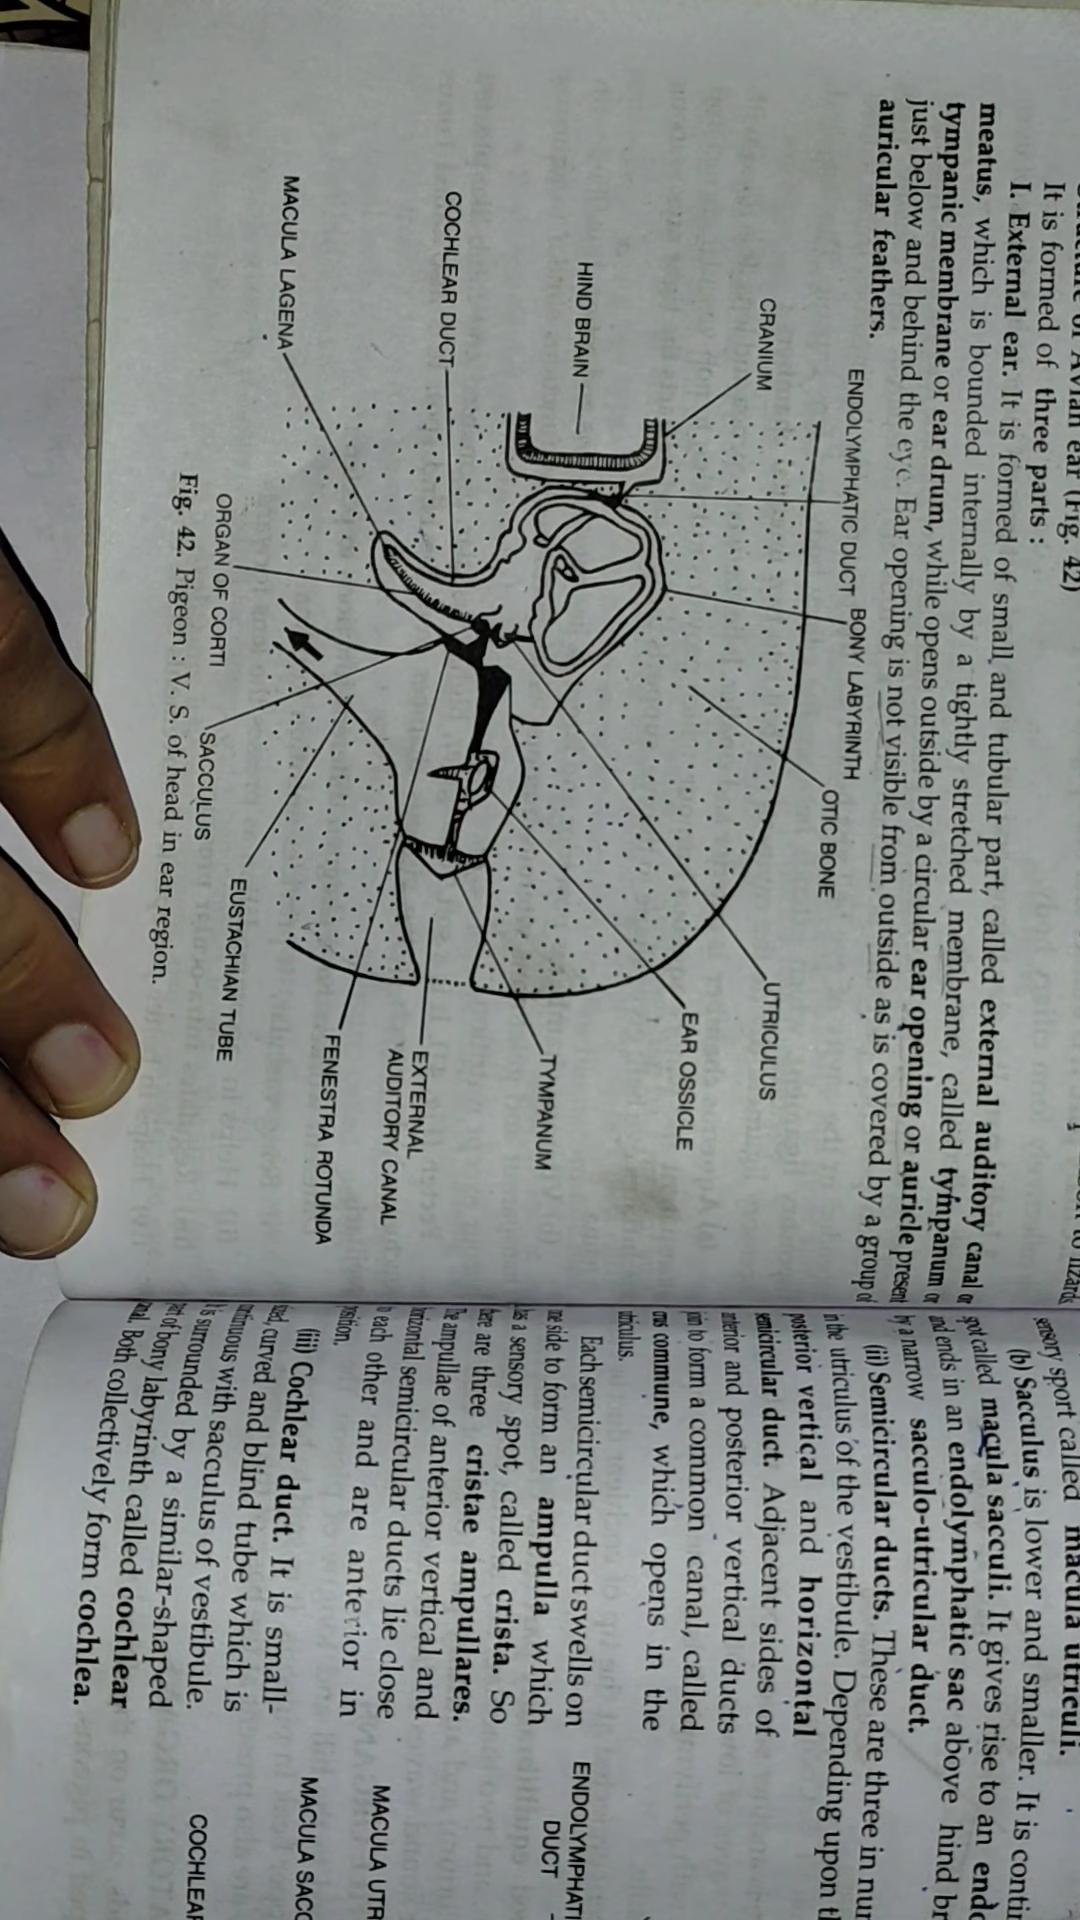 It is formed of three parts :
I. External ear. It is formed of small and tubular part, called external auditory canal or
meatus, which is bounded internally by a tightly stretched membrane, called tympanum or
tympanic membrane or ear drum, while opens outside by a circular ear opening or auricle present
just below and behind the eye. Ear opening is not visible from outside as is covered by a group of
auricular feathers.
ENDOLYMPHATIC DUCT
BONY LABYRINTH
OTIC BONE
CRANIUM
UTRICULUS
HIND BRAIN
EAR OSSICLE
COCHLEAR DUCT
TYMPANUM
EXTERNAL
AUDITORY CANAL
MACULA LAGENA
FENESTRA ROTUNDA
ORGAN OF CORTI
SACCULUS
EUSTACHIAN TUBE
Fig. 42. Pigeon : V. S. of head in ear region.
sensory sport called macula utriculi.
(b) Sacculus is lower and smaller. It is
called macula sacculi. It gives rise to an
and ends in an endolymphatic sac above hind
by a narrow sacculo-utricular duct.
(ii) Semicircular ducts. These are three in
in the utriculus of the vestibule. Depending upon
posterior vertical and horizontal
semicircular duct. Adjacent sides of
anterior and posterior vertical ducts
join to form a common canal, called
commune, which opens in the
utriculus.
Each semicircular duct swells on
one side to form an ampulla which
has a sensory spot, called crista. So
there are three cristae ampullares.
The ampullae of anterior vertical and
horizontal semicircular ducts lie close
to each other and are anterior in
position.
(iii) Cochlear duct. It is small-
curved and blind tube which is
continuous with sacculus of vestibule.
It is surrounded by a similar-shaped
part of bony labyrinth called cochlear
canal. Both collectively form cochlea.
DUCT
MACULA
MACULA